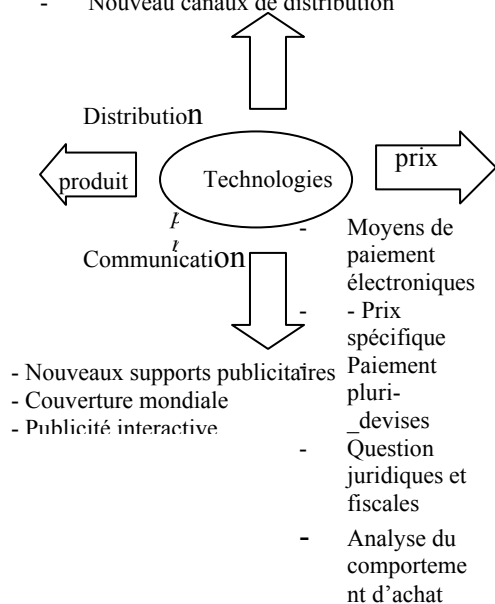 - Nouveau canaux de distribution
Distribution
produit
Technologies
prix
Communication
- Nouveaux supports publicitaires
- Couverture mondiale
- Publicité interactive
- Moyens de
paiement
électroniques
- - Prix
spécifique
- Paiement
pluri-
_devises
- Question
juridiques et
fiscales
- Analyse du
comporteme
nt d'achat